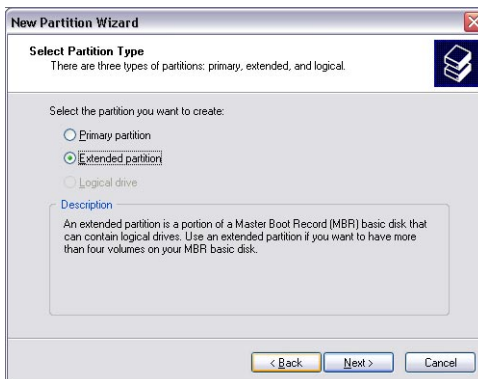 New Partition Wizard
Select Partition Type
There are three types of partitions: primary, extended, and logical.
Select the partition you want to create:
Primary partition
Extended partition
Logical drive
Description
An extended partition is a portion of a Master Boot Record (MBR) basic disk that
can contain logical drives. Use an extended partition if you want to have more
than four volumes on your MBR basic disk.
< Back Next > Cancel